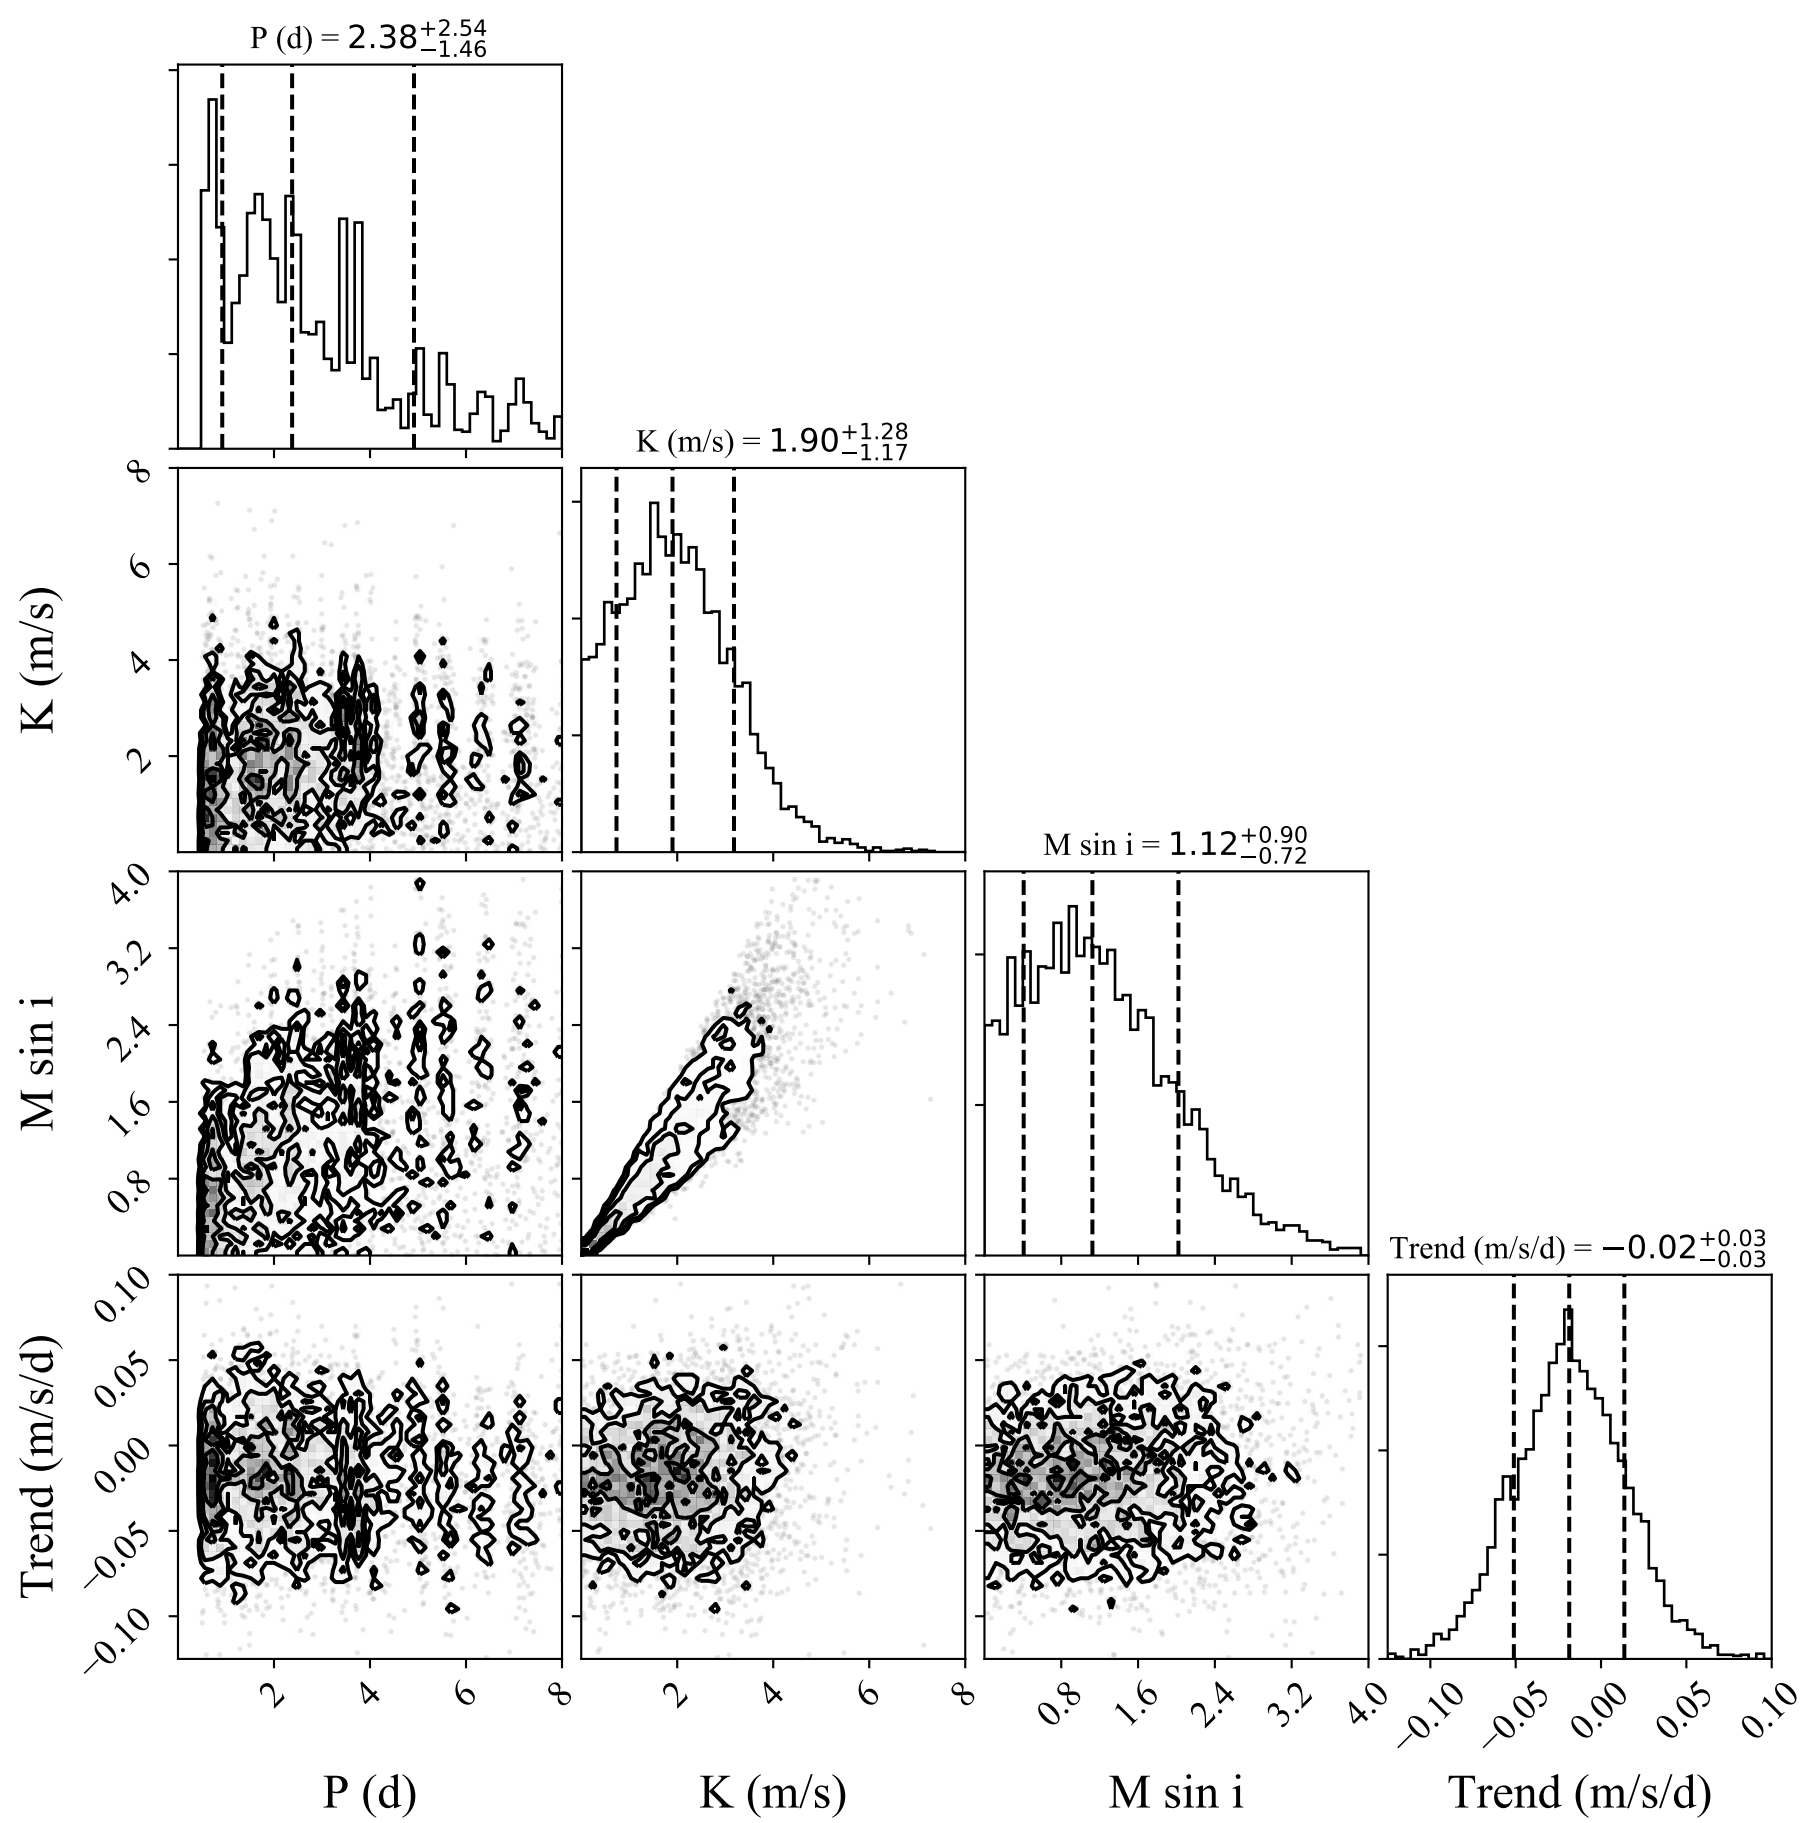 P (d) = 2.38 +2.54 −1.46
K (m/s) = 1.90 +1.28 −1.17
8
6
4
2
K (m/s)
M sin i = 1.12 +0.90 −0.72
4.0
3.2
2.4
1.6
0.8
M sin i
Trend (m/s/d) = −0.02 +0.03 −0.03
0.10
0.05
0.00
−0.05
−0.10
Trend (m/s/d)
2 4 6 8
2 4 6 8
0.8 1.6 2.4 3.2 4.0
−0.10 −0.05 0.00 0.05 0.10
P (d) K (m/s) M sin i Trend (m/s/d)